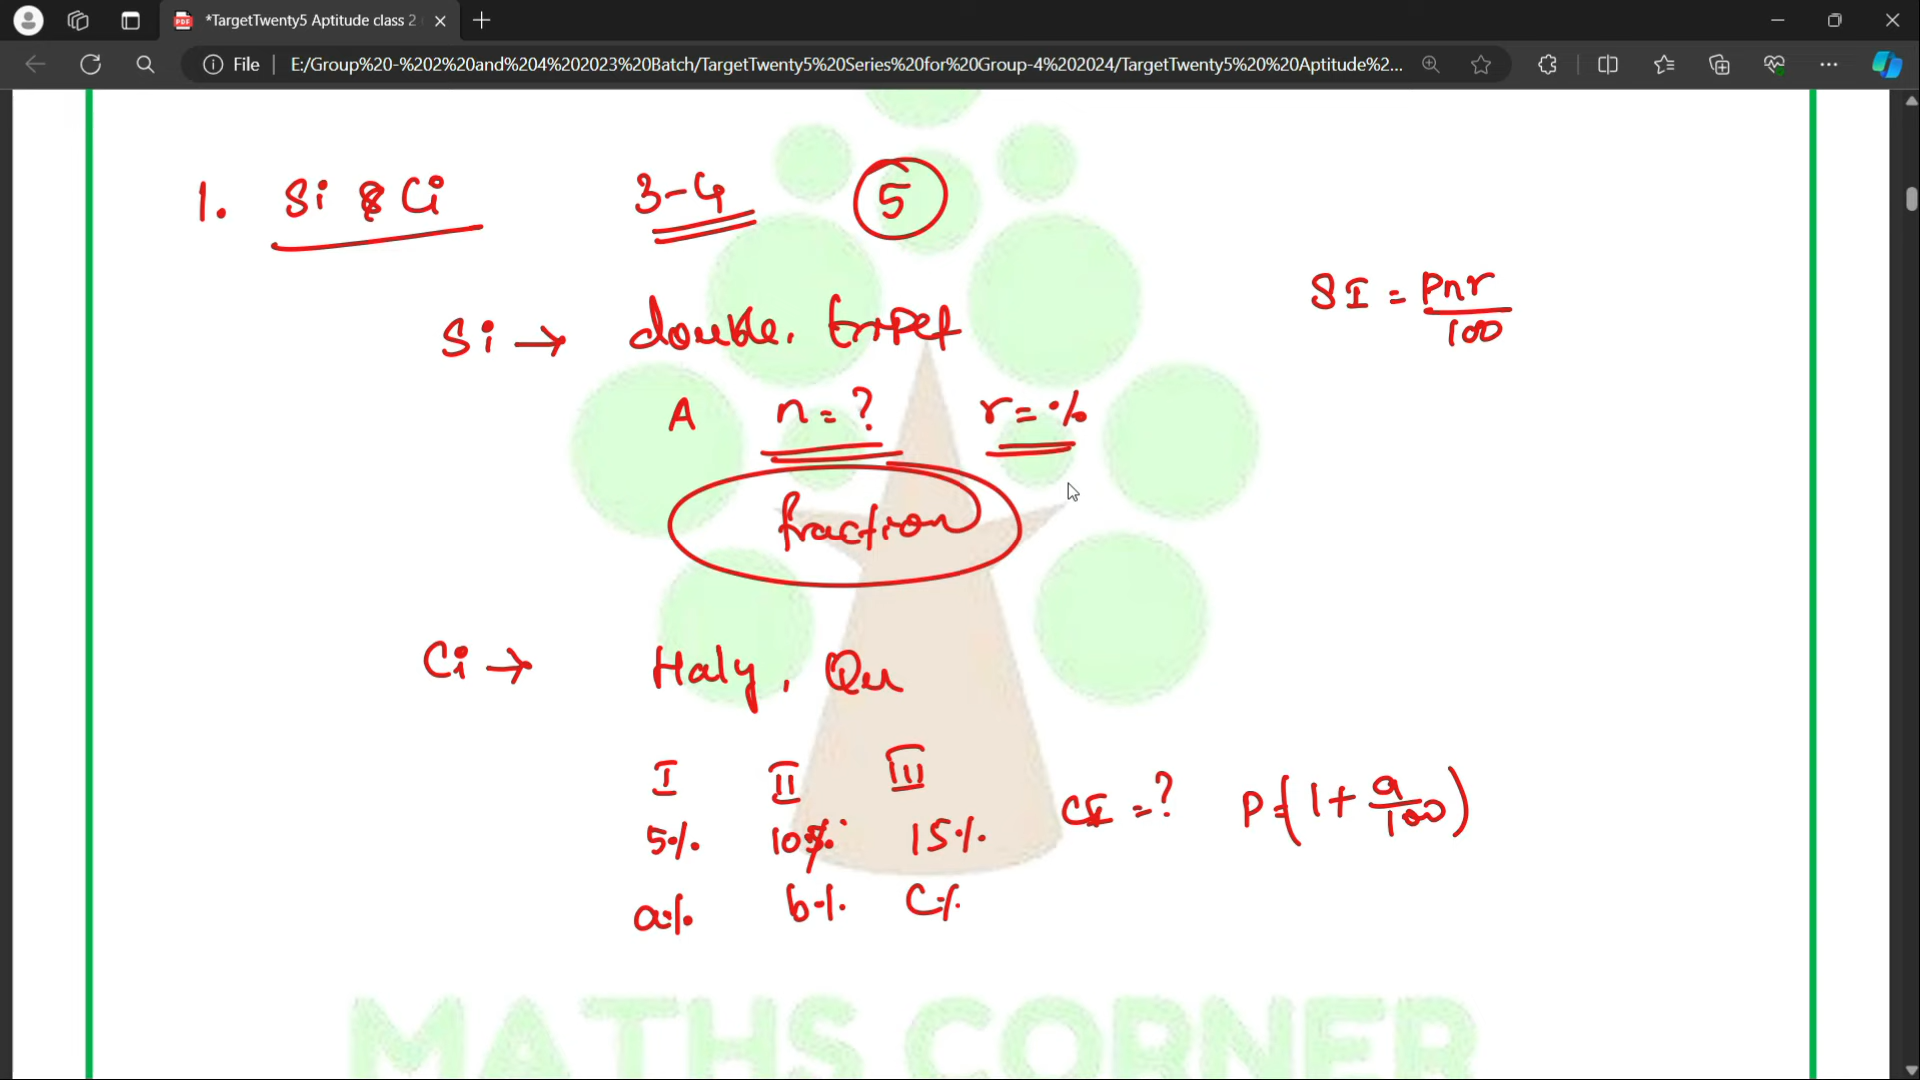 *TargetTwenty5 Aptitude class 2
File
E:/Group%20-%202%20and%204%202023%20Batch/TargetTwenty5%20Series%20for%20Group-4%202024/TargetTwenty5%20%20Aptitude%2...
1. Si & Ci 3-4 5
SI = pnr/100
Si → double, tripel
A n = ? r = %
fraction
Ci → Haly, Qu
I II III
CI = ? P=(1+a/100)
5% 10% 15%
a% b% c%
MATHS CORNER